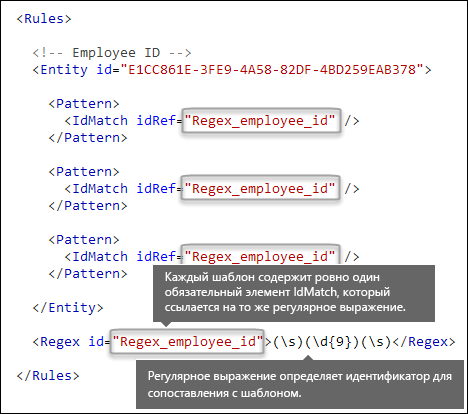 <Rules>
<!-- Employee ID -->
<Entity id="E1CC861E-3FE9-4A58-82DF-4BD259EAB378">
<Pattern>
<IdMatch idRef="Regex_employee_id" />
</Pattern>
<Pattern>
<IdMatch idRef="Regex_employee_id" />
</Pattern>
<Pattern>
<IdMatch idRef="Regex_employee_id" />
</Pattern>
Каждый шаблон содержит ровно один
обязательный элемент IdMatch, который
ссылается на то же регулярное выражение.
</Entity>
<Regex id="Regex_employee_id">(\s)(\d{9})(\s)</Regex>
Регулярное выражение определяет идентификатор для
сопоставления с шаблоном.
</Rules>